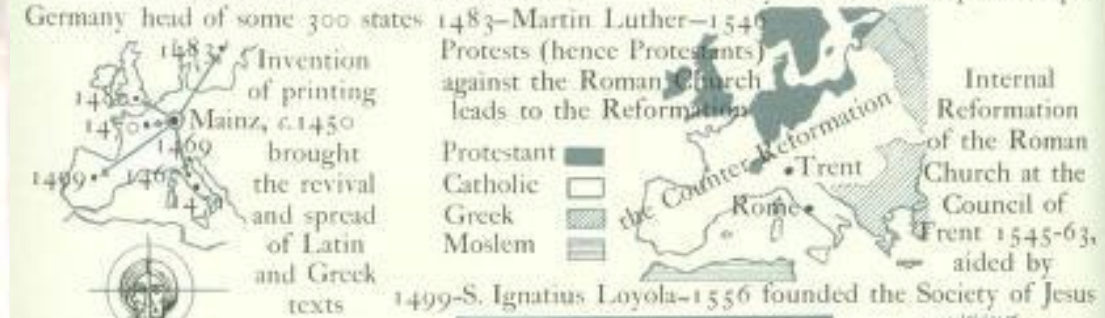 Germany head of some 300 states 1483–Martin Luther–1546
1483
Invention
of printing
Mainz, c.1450
brought
the revival
and spread
of Latin
and Greek
texts
1469
1499
Protests (hence Protestants)
against the Roman Church
leads to the Reformation
Protestant
Catholic
Greek
Moslem
the Counter Reformation
Trent
Rome
Internal
Reformation
of the Roman
Church at the
Council of
Trent 1545-63,
aided by
1499–S. Ignatius Loyola–1556 founded the Society of Jesus